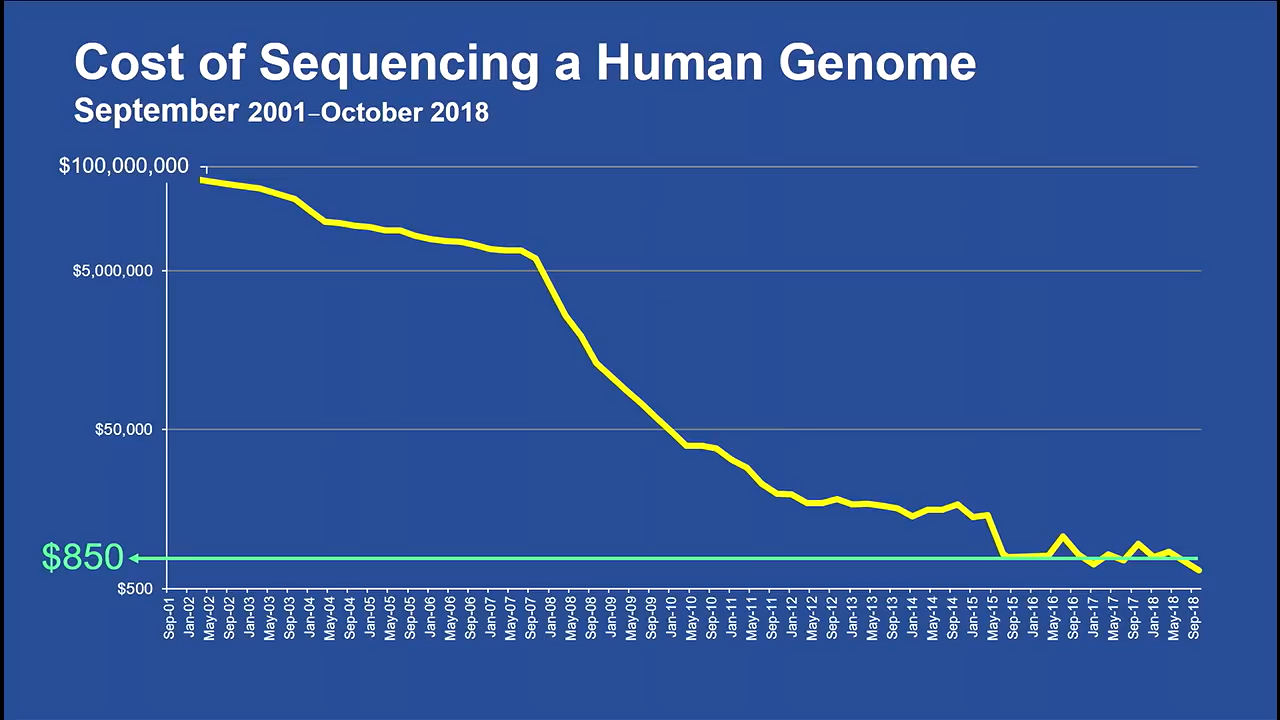 Cost of Sequencing a Human Genome
September 2001–October 2018
$100,000,000
$5,000,000
$50,000
$850
$500
Sep-01
Jan-02
May-02
Sep-02
Jan-03
May-03
Sep-03
Jan-04
May-04
Sep-04
Jan-05
May-05
Sep-05
Jan-06
May-06
Sep-06
Jan-07
May-07
Sep-07
Jan-08
May-08
Sep-08
Jan-09
May-09
Sep-09
Jan-10
May-10
Sep-10
Jan-11
May-11
Sep-11
Jan-12
May-12
Sep-12
Jan-13
May-13
Sep-13
Jan-14
May-14
Sep-14
Jan-15
May-15
Sep-15
Jan-16
May-16
Sep-16
Jan-17
May-17
Sep-17
Jan-18
May-18
Sep-18